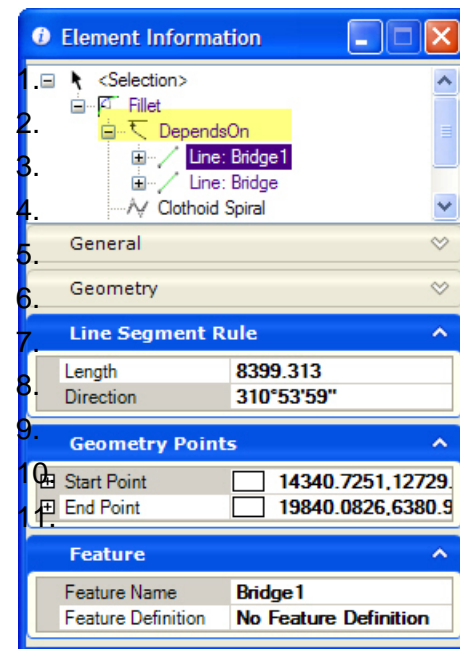 Element Information
1. <Selection>
Fillet
2. DependsOn
3. Line: Bridge1
Line: Bridge
4. Clothoid Spiral
5. General
6. Geometry
7. Line Segment Rule
Length 8399.313
8. Direction 310°53'59"
9. Geometry Points
10. Start Point 14340.7251,12729.
11. End Point 19840.0826,6380.9
Feature
Feature Name Bridge1
Feature Definition No Feature Definition